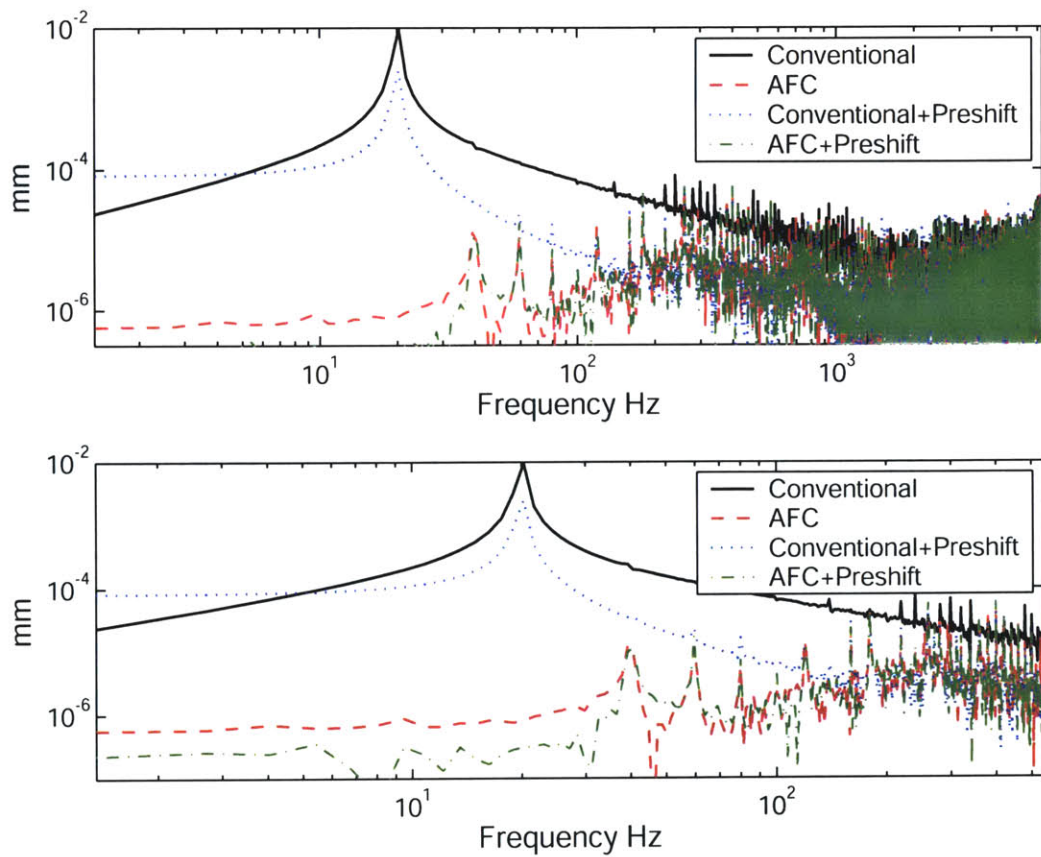 10^-2
Conventional
AFC
Conventional+Preshift
AFC+Preshift
10^-4
mm
10^-6
10^1
10^2
10^3
Frequency Hz
10^-2
Conventional
AFC
Conventional+Preshift
AFC+Preshift
10^-4
mm
10^-6
10^1
10^2
Frequency Hz